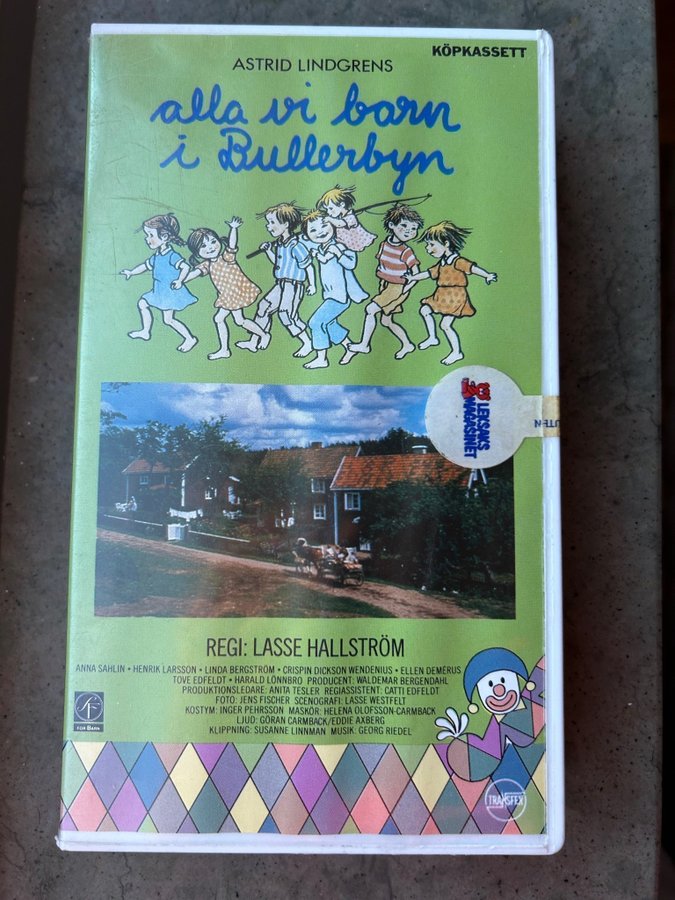 KÖPKASSETT
ASTRID LINDGRENS
alla vi barn
i Bullerbyn
LEKSAKS
MAGASINET
REGI: LASSE HALLSTRÖM
ANNA SAHLIN • HENRIK LARSSON • LINDA BERGSTRÖM • CRISPIN DICKSON WENDENIUS • ELLEN DEMÉRUS
TOVE EDFELDT • HARALD LÖNNBRO PRODUCENT: WALDEMAR BERGENDAHL
PRODUKTIONSLEDARE: ANITA TESLER REGIASSISTENT: CATTI EDFELDT
FOTO: JENS FISCHER SCENOGRAFI: LASSE WESTFELT
KOSTYM: INGER PEHRSSON MASKÖR: HELENA OLOFSSON-CARMBACK
LJUD: GÖRAN CARMBACK/EDDIE AXBERG
KLIPPNING: SUSANNE LINNMAN MUSIK: GEORG RIEDEL
SF
FÖR BARN
TRANSFER